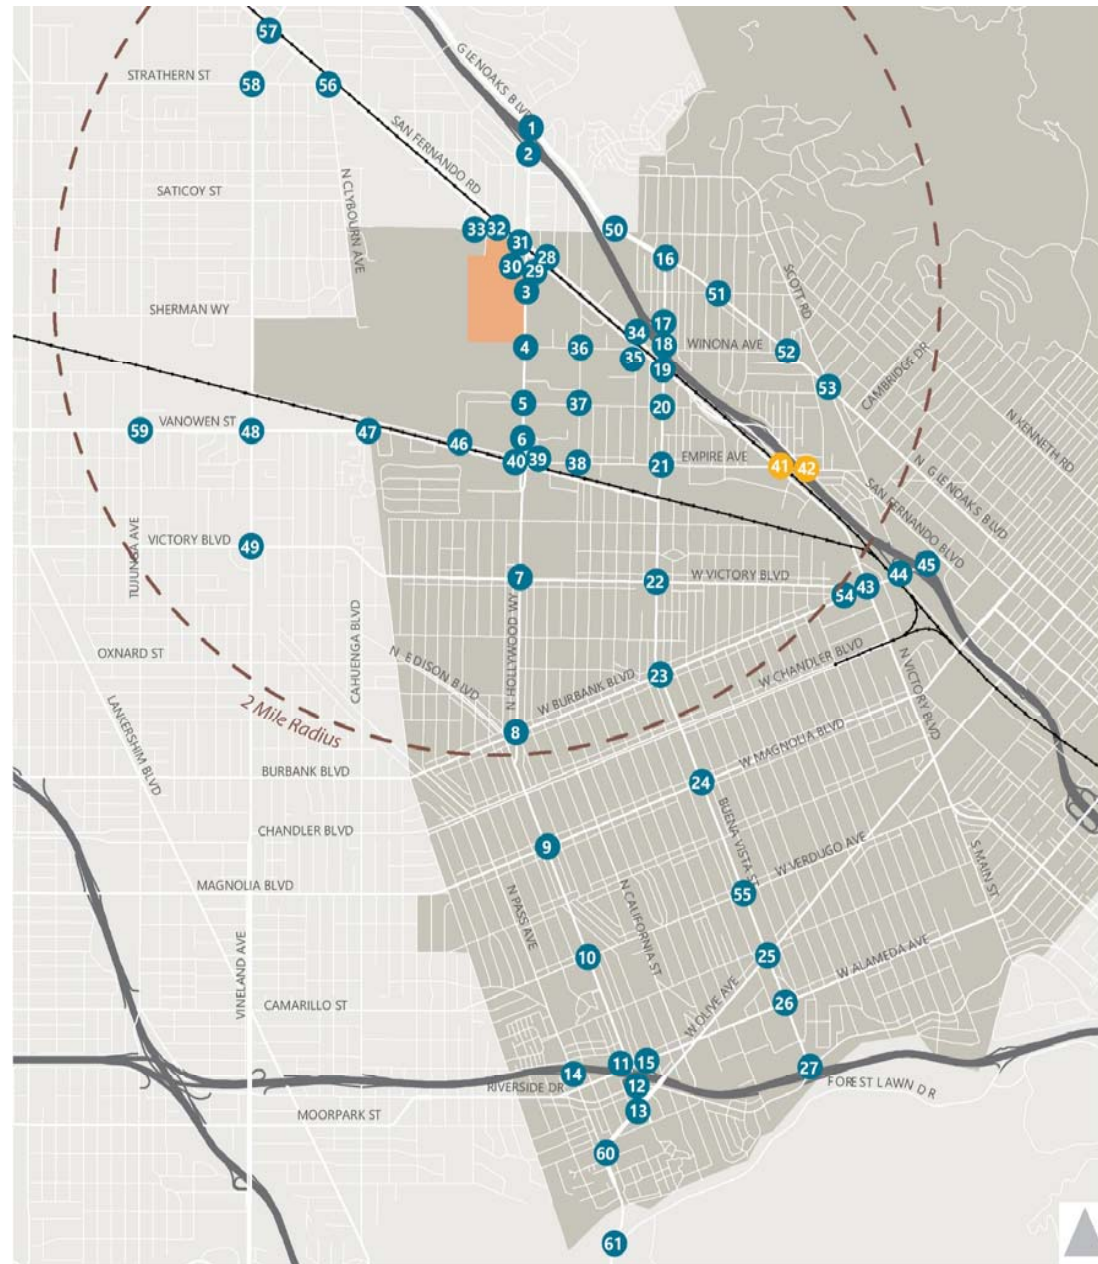 57
GLENOAKS BLVD
STRATHERN ST
58
56
1
SAN FERNANDO RD
2
N CLYBOURN AVE
SATICOY ST
33
32
50
31
28
16
30
29
SCOTT RD
3
51
SHERMAN WY
17
34
4
36
18
WINONA AVE
52
35
19
CAMBRIDGE DR
53
5
37
20
N KENNETH RD
59
VANOWEN ST
48
47
46
6
40
39
38
21
EMPIRE AVE
41
42
N GLENOAKS BLVD
SAN FERNANDO BLVD
TUJUNGA AVE
VICTORY BLVD
49
7
22
W VICTORY BLVD
54
43
44
45
CAHUENGA BLVD
N HOLLYWOOD WY
OXNARD ST
N EDISON BLVD
W BURBANK BLVD
23
W CHANDLER BLVD
N VICTORY BLVD
LANKERSHIM BLVD
2 Mile Radius
8
W MAGNOLIA BLVD
BURBANK BLVD
24
BUENA VISTA ST
CHANDLER BLVD
9
W VERDUGO AVE
S MAIN ST
MAGNOLIA BLVD
N PASS AVE
N CALIFORNIA ST
55
VINELAND AVE
10
25
W ALAMEDA AVE
CAMARILLO ST
W OLIVE AVE
26
11
15
14
27
RIVERSIDE DR
12
FOREST LAWN DR
MOORPARK ST
13
60
61